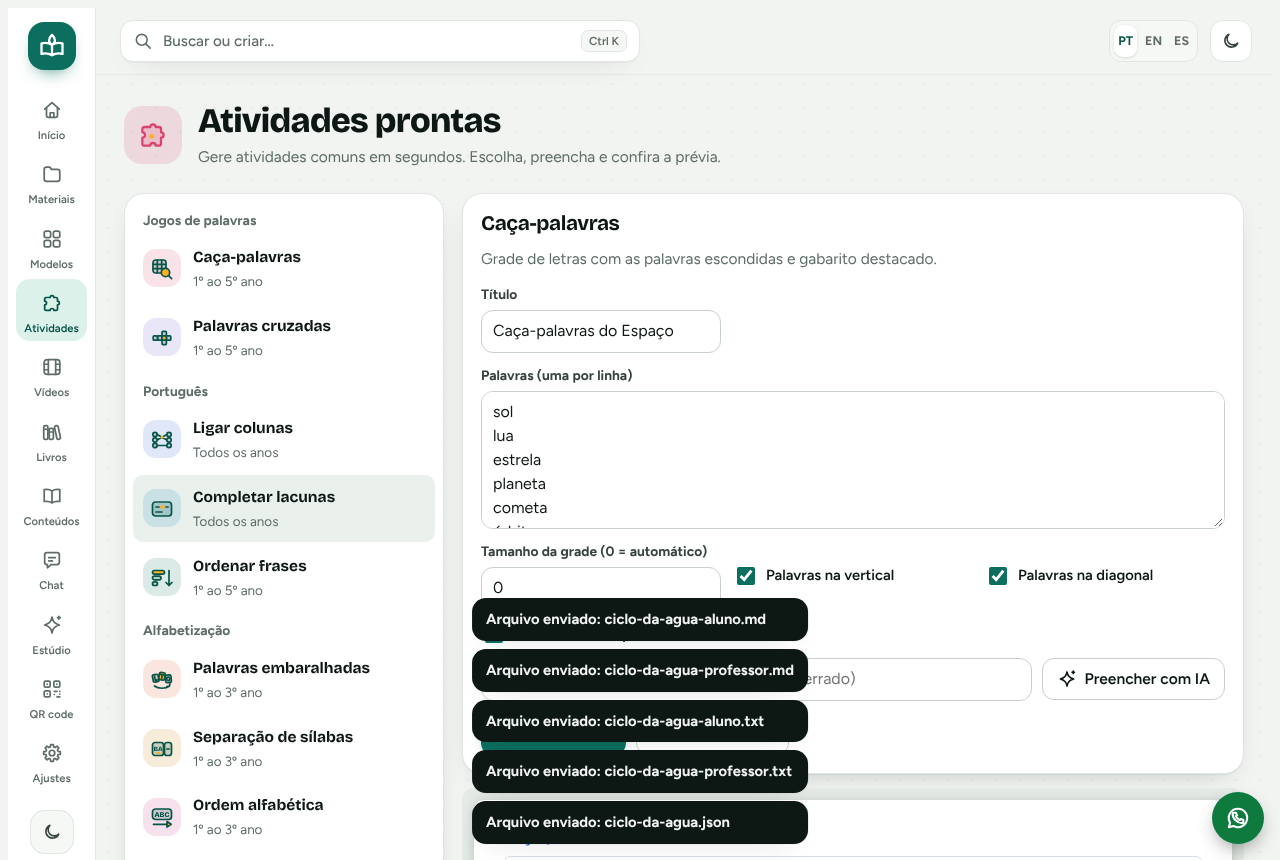 Buscar ou criar...
Ctrl K
PT
EN
ES
Início
Materiais
Modelos
Atividades
Vídeos
Livros
Conteúdos
Chat
Estúdio
QR code
Ajustes
Atividades prontas
Gere atividades comuns em segundos. Escolha, preencha e confira a prévia.
Jogos de palavras
Caça-palavras
1º ao 5º ano
Palavras cruzadas
1º ao 5º ano
Português
Ligar colunas
Todos os anos
Completar lacunas
Todos os anos
Ordenar frases
1º ao 5º ano
Alfabetização
Palavras embaralhadas
1º ao 3º ano
Separação de sílabas
1º ao 3º ano
Ordem alfabética
1º ao 3º ano
Caça-palavras
Grade de letras com as palavras escondidas e gabarito destacado.
Título
Caça-palavras do Espaço
Palavras (uma por linha)
sol
lua
estrela
planeta
cometa
Tamanho da grade (0 = automático)
0
Palavras na vertical
Palavras na diagonal
Arquivo enviado: ciclo-da-agua-aluno.md
Arquivo enviado: ciclo-da-agua-professor.md
errado)
Preencher com IA
Arquivo enviado: ciclo-da-agua-aluno.txt
Arquivo enviado: ciclo-da-agua-professor.txt
Arquivo enviado: ciclo-da-agua.json